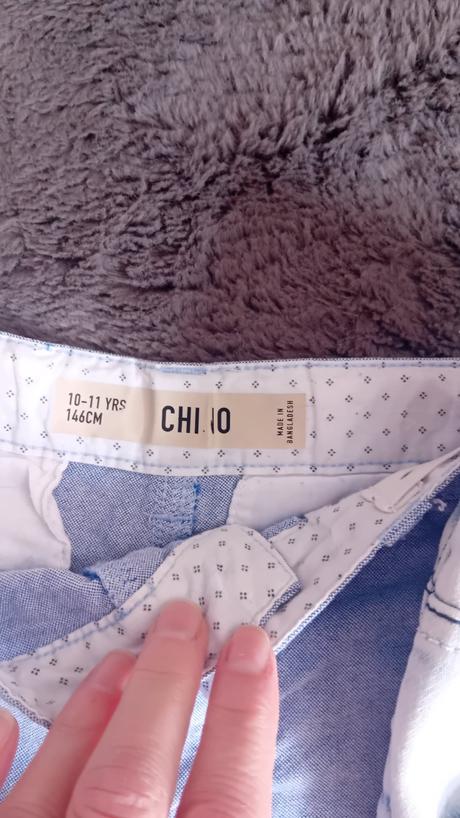 10-11 YRS
146CM
CHINO
MADE IN
BANGLADESH